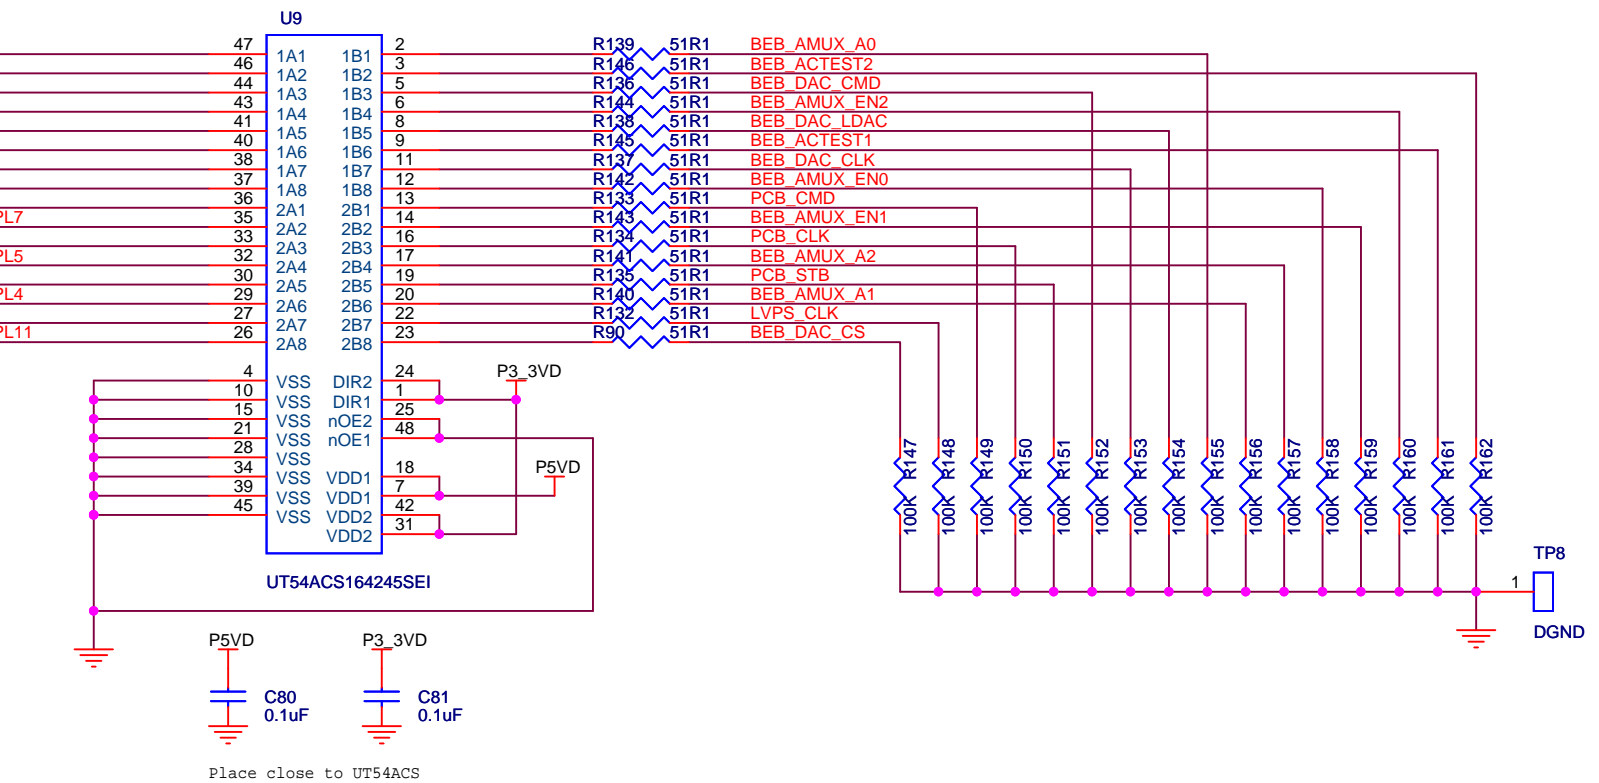 U9
47 1A1 1B1 2 R139 51R1 BEB_AMUX_A0
46 1A2 1B2 3 R146 51R1 BEB_ACTEST2
44 1A3 1B3 5 R136 51R1 BEB_DAC_CMD
43 1A4 1B4 6 R144 51R1 BEB_AMUX_EN2
41 1A5 1B5 8 R138 51R1 BEB_DAC_LDAC
40 1A6 1B6 9 R145 51R1 BEB_ACTEST1
38 1A7 1B7 11 R137 51R1 BEB_DAC_CLK
37 1A8 1B8 12 R142 51R1 BEB_AMUX_EN0
36 2A1 2B1 13 R133 51R1 PCB_CMD
PL7 35 2A2 2B2 14 R143 51R1 BEB_AMUX_EN1
33 2A3 2B3 16 R134 51R1 PCB_CLK
PL5 32 2A4 2B4 17 R141 51R1 BEB_AMUX_A2
30 2A5 2B5 19 R135 51R1 PCB_STB
PL4 29 2A6 2B6 20 R140 51R1 BEB_AMUX_A1
27 2A7 2B7 22 R132 51R1 LVPS_CLK
PL11 26 2A8 2B8 23 R90 51R1 BEB_DAC_CS
4 VSS DIR2 24 P3_3VD
10 VSS DIR1 1
15 VSS nOE2 25
21 VSS nOE1 48
28 VSS
34 VSS VDD1 18 P5VD
39 VSS VDD1 7
45 VSS VDD2 42
VDD2 31
UT54ACS164245SEI
100K R147
100K R148
100K R149
100K R150
100K R151
100K R152
100K R153
100K R154
100K R155
100K R156
100K R157
100K R158
100K R159
100K R160
100K R161
100K R162
TP8
1
DGND
P5VD P3_3VD
C80 C81
0.1uF 0.1uF
Place close to UT54ACS